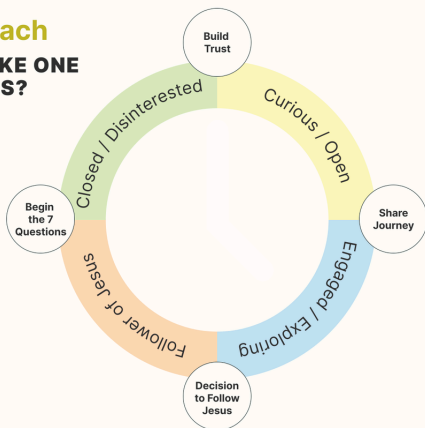 ach
KE ONE
S?
Build
Trust
Closed / Disinterested
Curious / Open
Begin
the 7
Questions
Share
Journey
Follower of Jesus
Engaged / Exploring
Decision
to Follow
Jesus